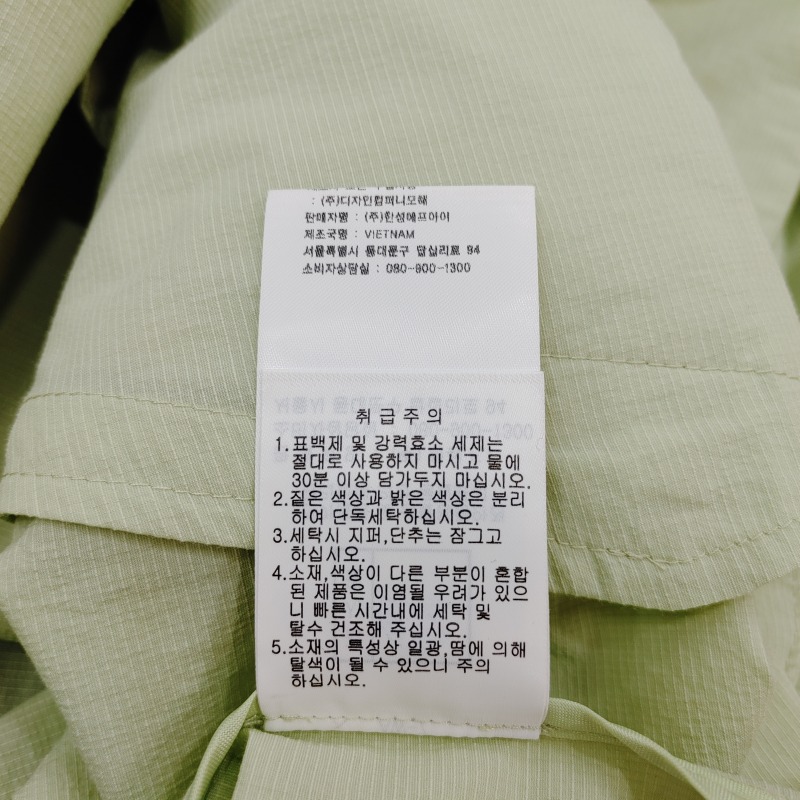 : (주)디자인컴퍼니모해
판매자명 : (주)한섬에프아이
제조국명 : VIETNAM
서울특별시 동대문구 답십리로 94
소비자상담실 : 080-900-1300
취 급 주 의
1.표백제 및 강력효소 세제는
절대로 사용하지 마시고 물에
30분 이상 담가두지 마십시오.
2.짙은 색상과 밝은 색상은 분리
하여 단독세탁하십시오.
3.세탁시 지퍼,단추는 잠그고
하십시오.
4.소재,색상이 다른 부분이 혼합
된 제품은 이염될 우려가 있으
니 빠른 시간내에 세탁 및
탈수 건조해 주십시오.
5.소재의 특성상 일광,땀에 의해
탈색이 될 수 있으니 주의
하십시오.